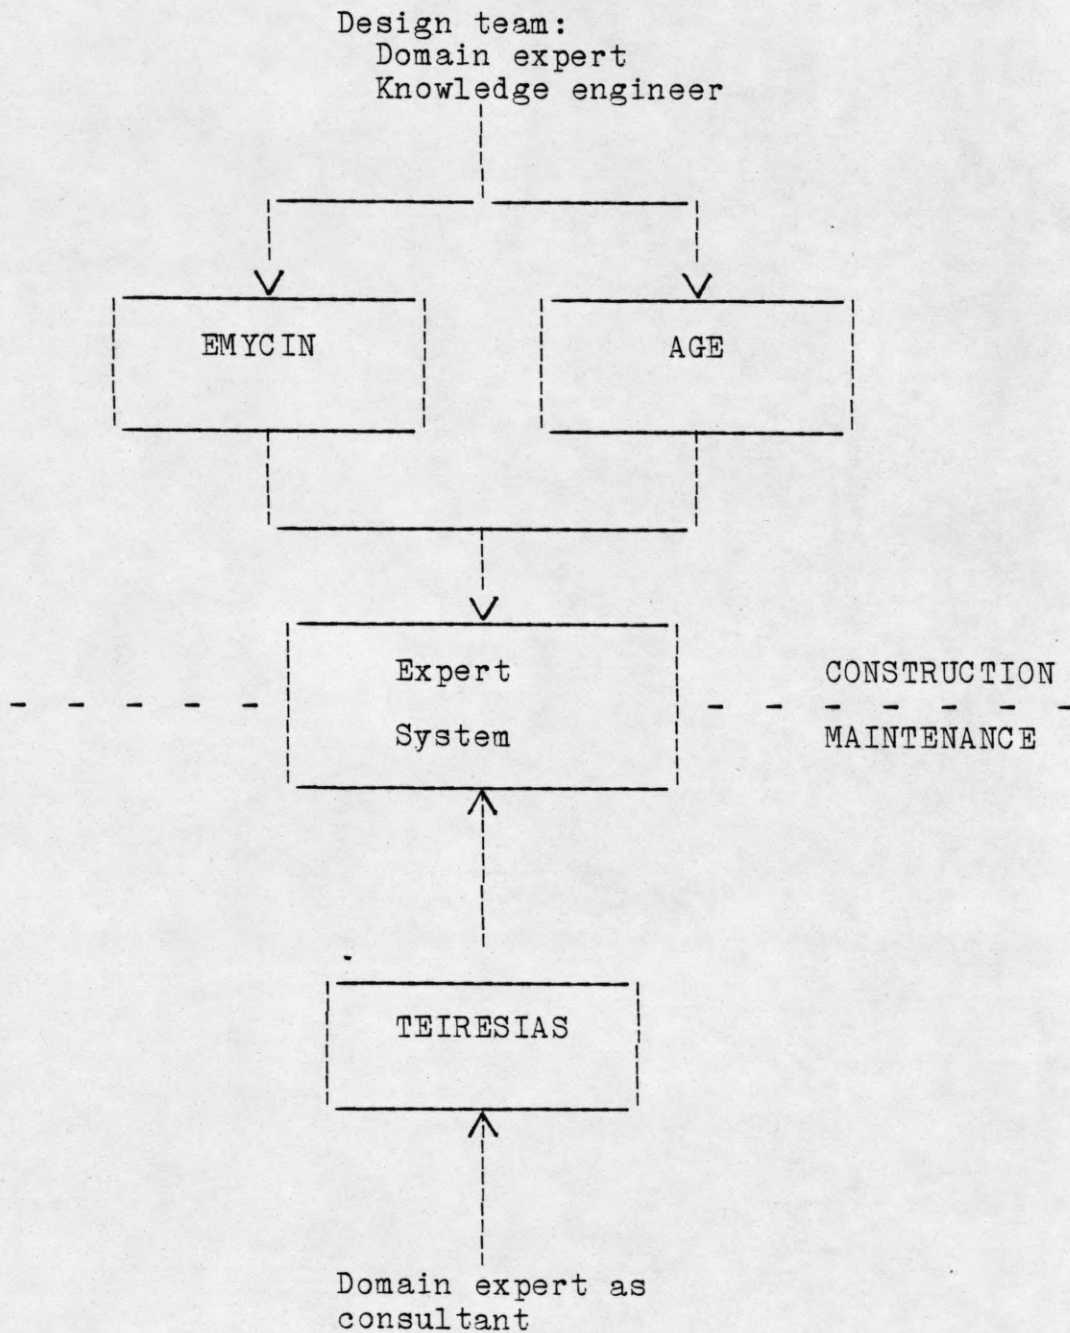 Design team:
Domain expert
Knowledge engineer
EMYCIN
AGE
Expert
System
CONSTRUCTION
MAINTENANCE
TEIRESIAS
Domain expert as
consultant